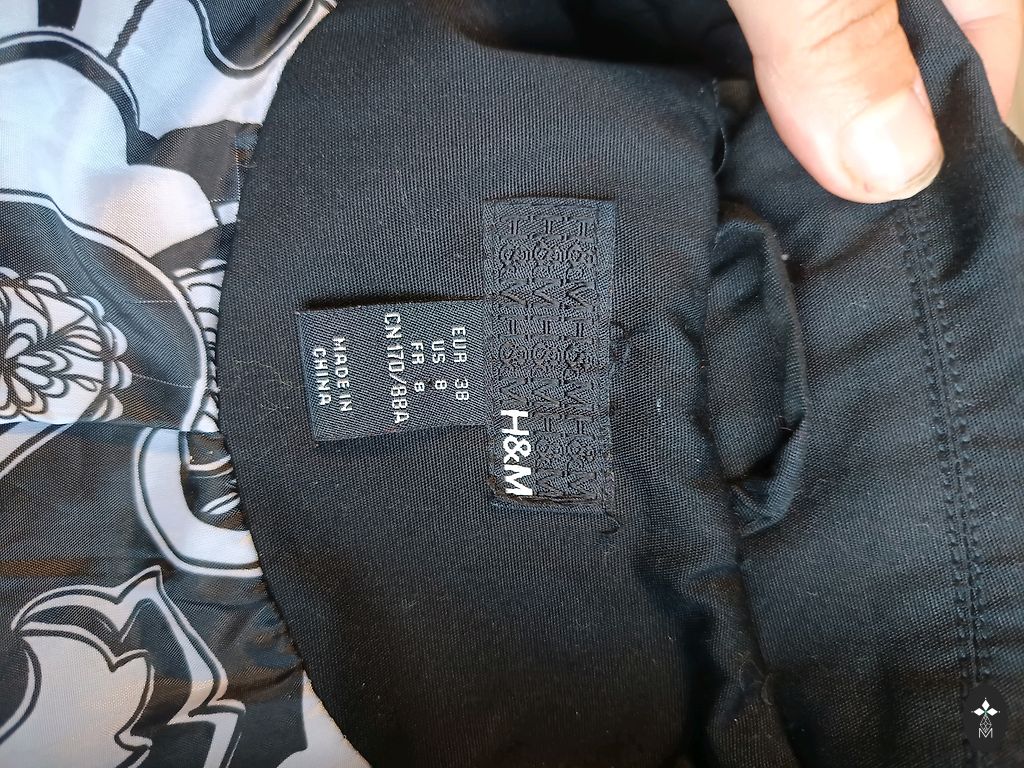 H&M
EUR 38
US 8
FR 8
CN 170/88A
MADE IN
CHINA
M